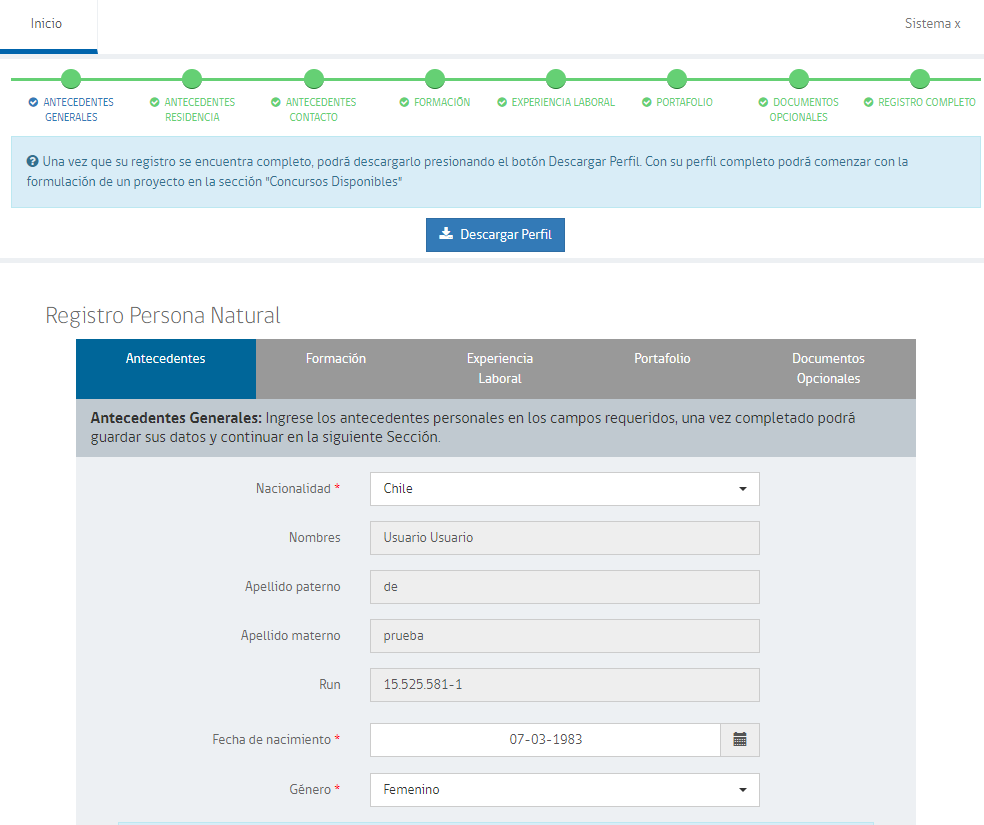 Inicio
Sistema x
ANTECEDENTES
GENERALES
ANTECEDENTES
RESIDENCIA
ANTECEDENTES
CONTACTO
FORMACIÓN
EXPERIENCIA LABORAL
PORTAFOLIO
DOCUMENTOS
OPCIONALES
REGISTRO COMPLETO
Una vez que su registro se encuentra completo, podrá descargarlo presionando el botón Descargar Perfil. Con su perfil completo podrá comenzar con la
formulación de un proyecto en la sección "Concursos Disponibles"
Descargar Perfil
Registro Persona Natural
Antecedentes
Formación
Experiencia
Laboral
Portafolio
Documentos
Opcionales
Antecedentes Generales: Ingrese los antecedentes personales en los campos requeridos, una vez completado podrá
guardar sus datos y continuar en la siguiente Sección.
Nacionalidad * Chile
Nombres Usuario Usuario
Apellido paterno de
Apellido materno prueba
Run 15.525.581-1
Fecha de nacimiento * 07-03-1983
Género * Femenino